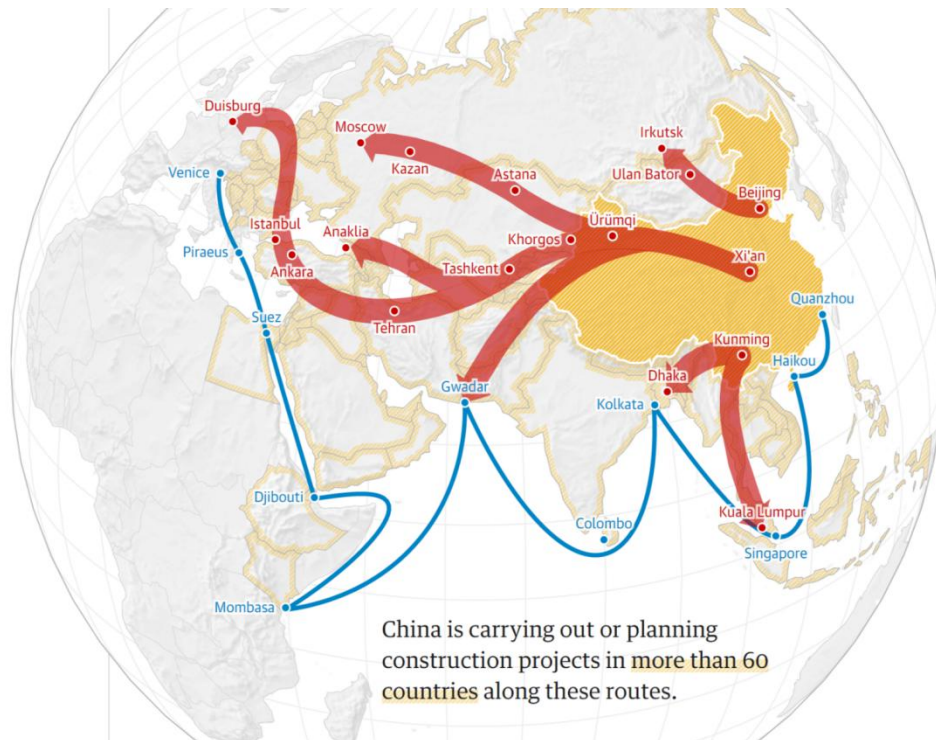 Duisburg
Moscow
Irkutsk
Kazan
Venice
Ulan Bator
Astana
Beijing
Istanbul
Anaklia
Ürümqi
Khorgos
Piraeus
Xi'an
Ankara
Tashkent
Quanzhou
Suez
Tehran
Kunming
Haikou
Dhaka
Gwadar
Kolkata
Djibouti
Kuala Lumpur
Colombo
Singapore
Mombasa
China is carrying out or planning
construction projects in more than 60
countries along these routes.